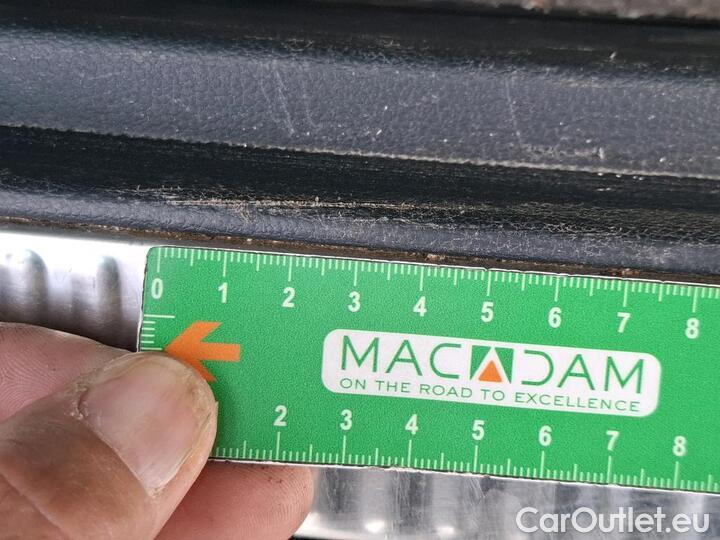 0 1 2 3 4 5 6 7 8
MACADAM
ON THE ROAD TO EXCELLENCE
2 3 4 5 6 7 8
CarOutlet.eu